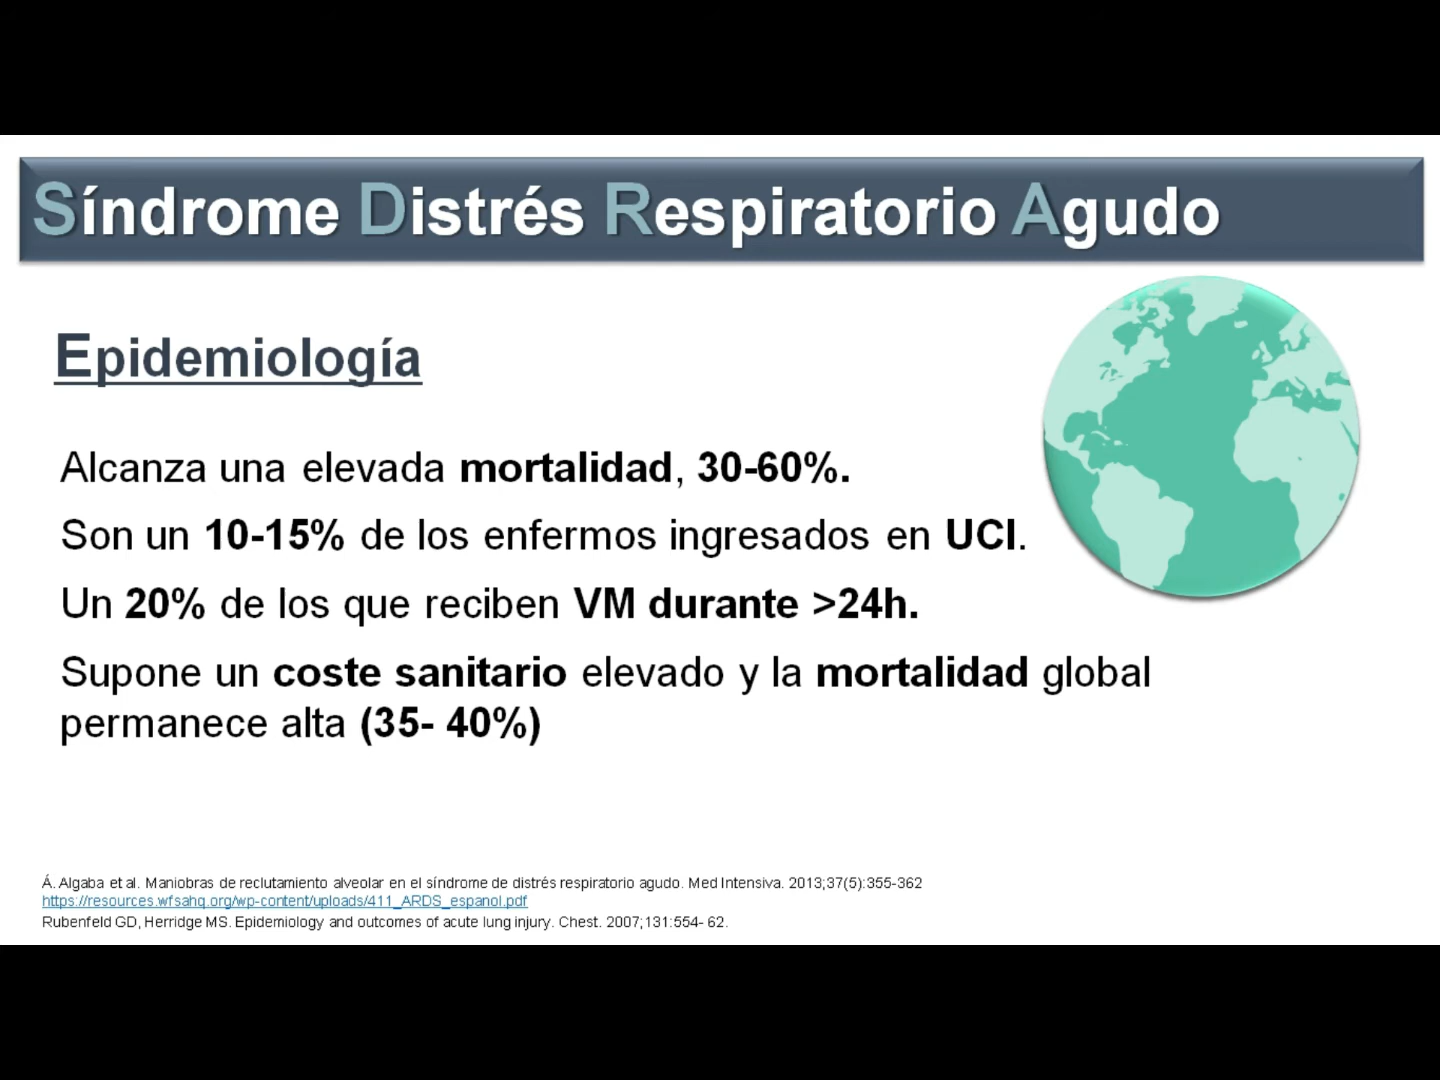 Síndrome Distrés Respiratorio Agudo
Epidemiología
Alcanza una elevada mortalidad, 30-60%.
Son un 10-15% de los enfermos ingresados en UCI.
Un 20% de los que reciben VM durante >24h.
Supone un coste sanitario elevado y la mortalidad global
permanece alta (35- 40%)
Á. Algaba et al. Maniobras de reclutamiento alveolar en el síndrome de distrés respiratorio agudo. Med Intensiva. 2013;37(5):355-362
https://resources.wfsahq.org/wp-content/uploads/411_ARDS_espanol.pdf
Rubenfeld GD, Herridge MS. Epidemiology and outcomes of acute lung injury. Chest. 2007;131:554- 62.